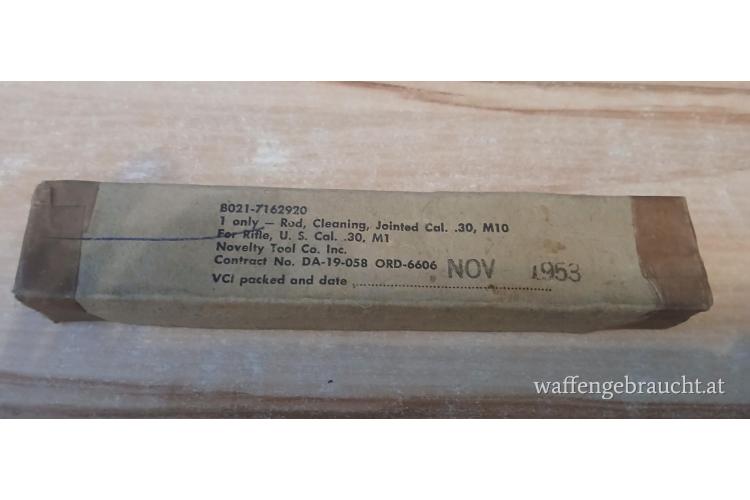 8021-7162920
1 only — Rod, Cleaning, Jointed Cal. .30, M10
For Rifle, U. S. Cal. .30, M1
Novelty Tool Co. Inc.
Contract No. DA-19-058 ORD-6606
VCI packed and date NOV 1953
waffengebraucht.at